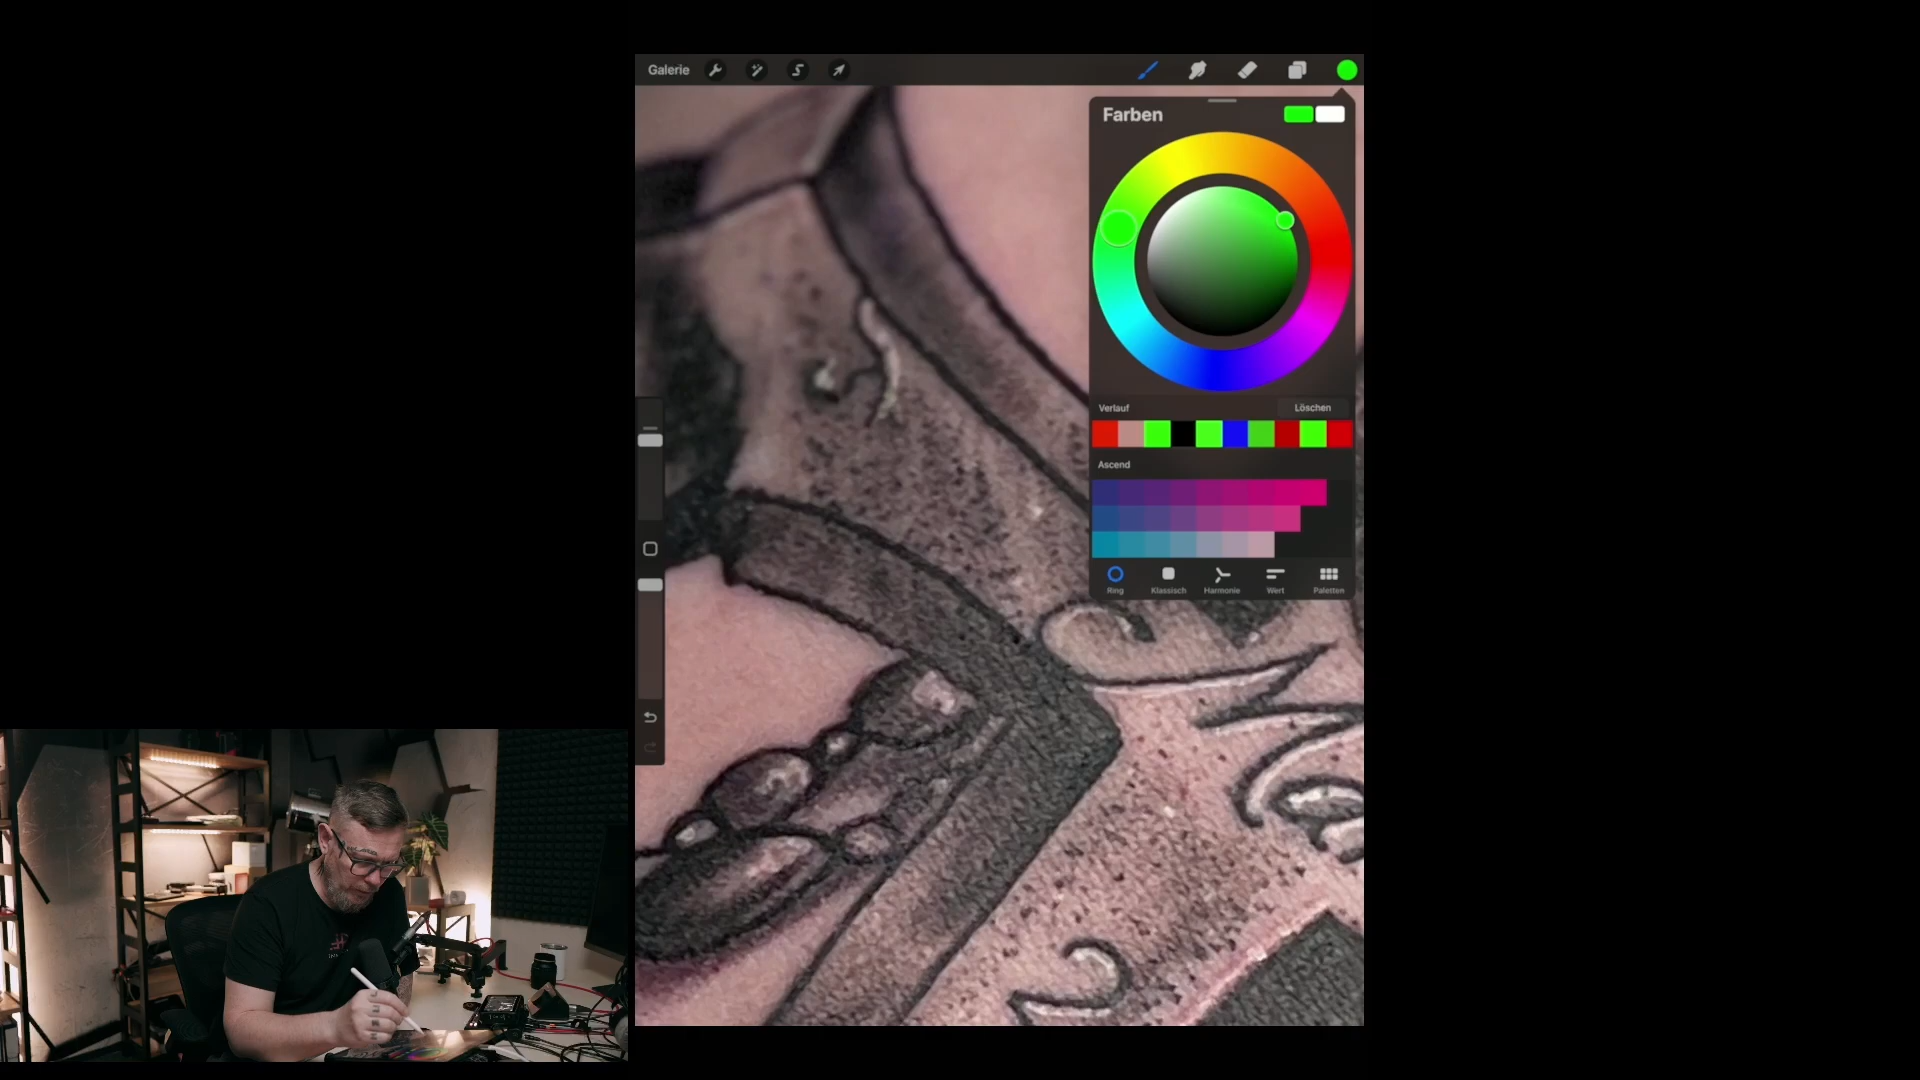 Galerie
Farben
Verlauf
Löschen
Ascend
Ring
Klassisch
Harmonie
Wert
Paletten